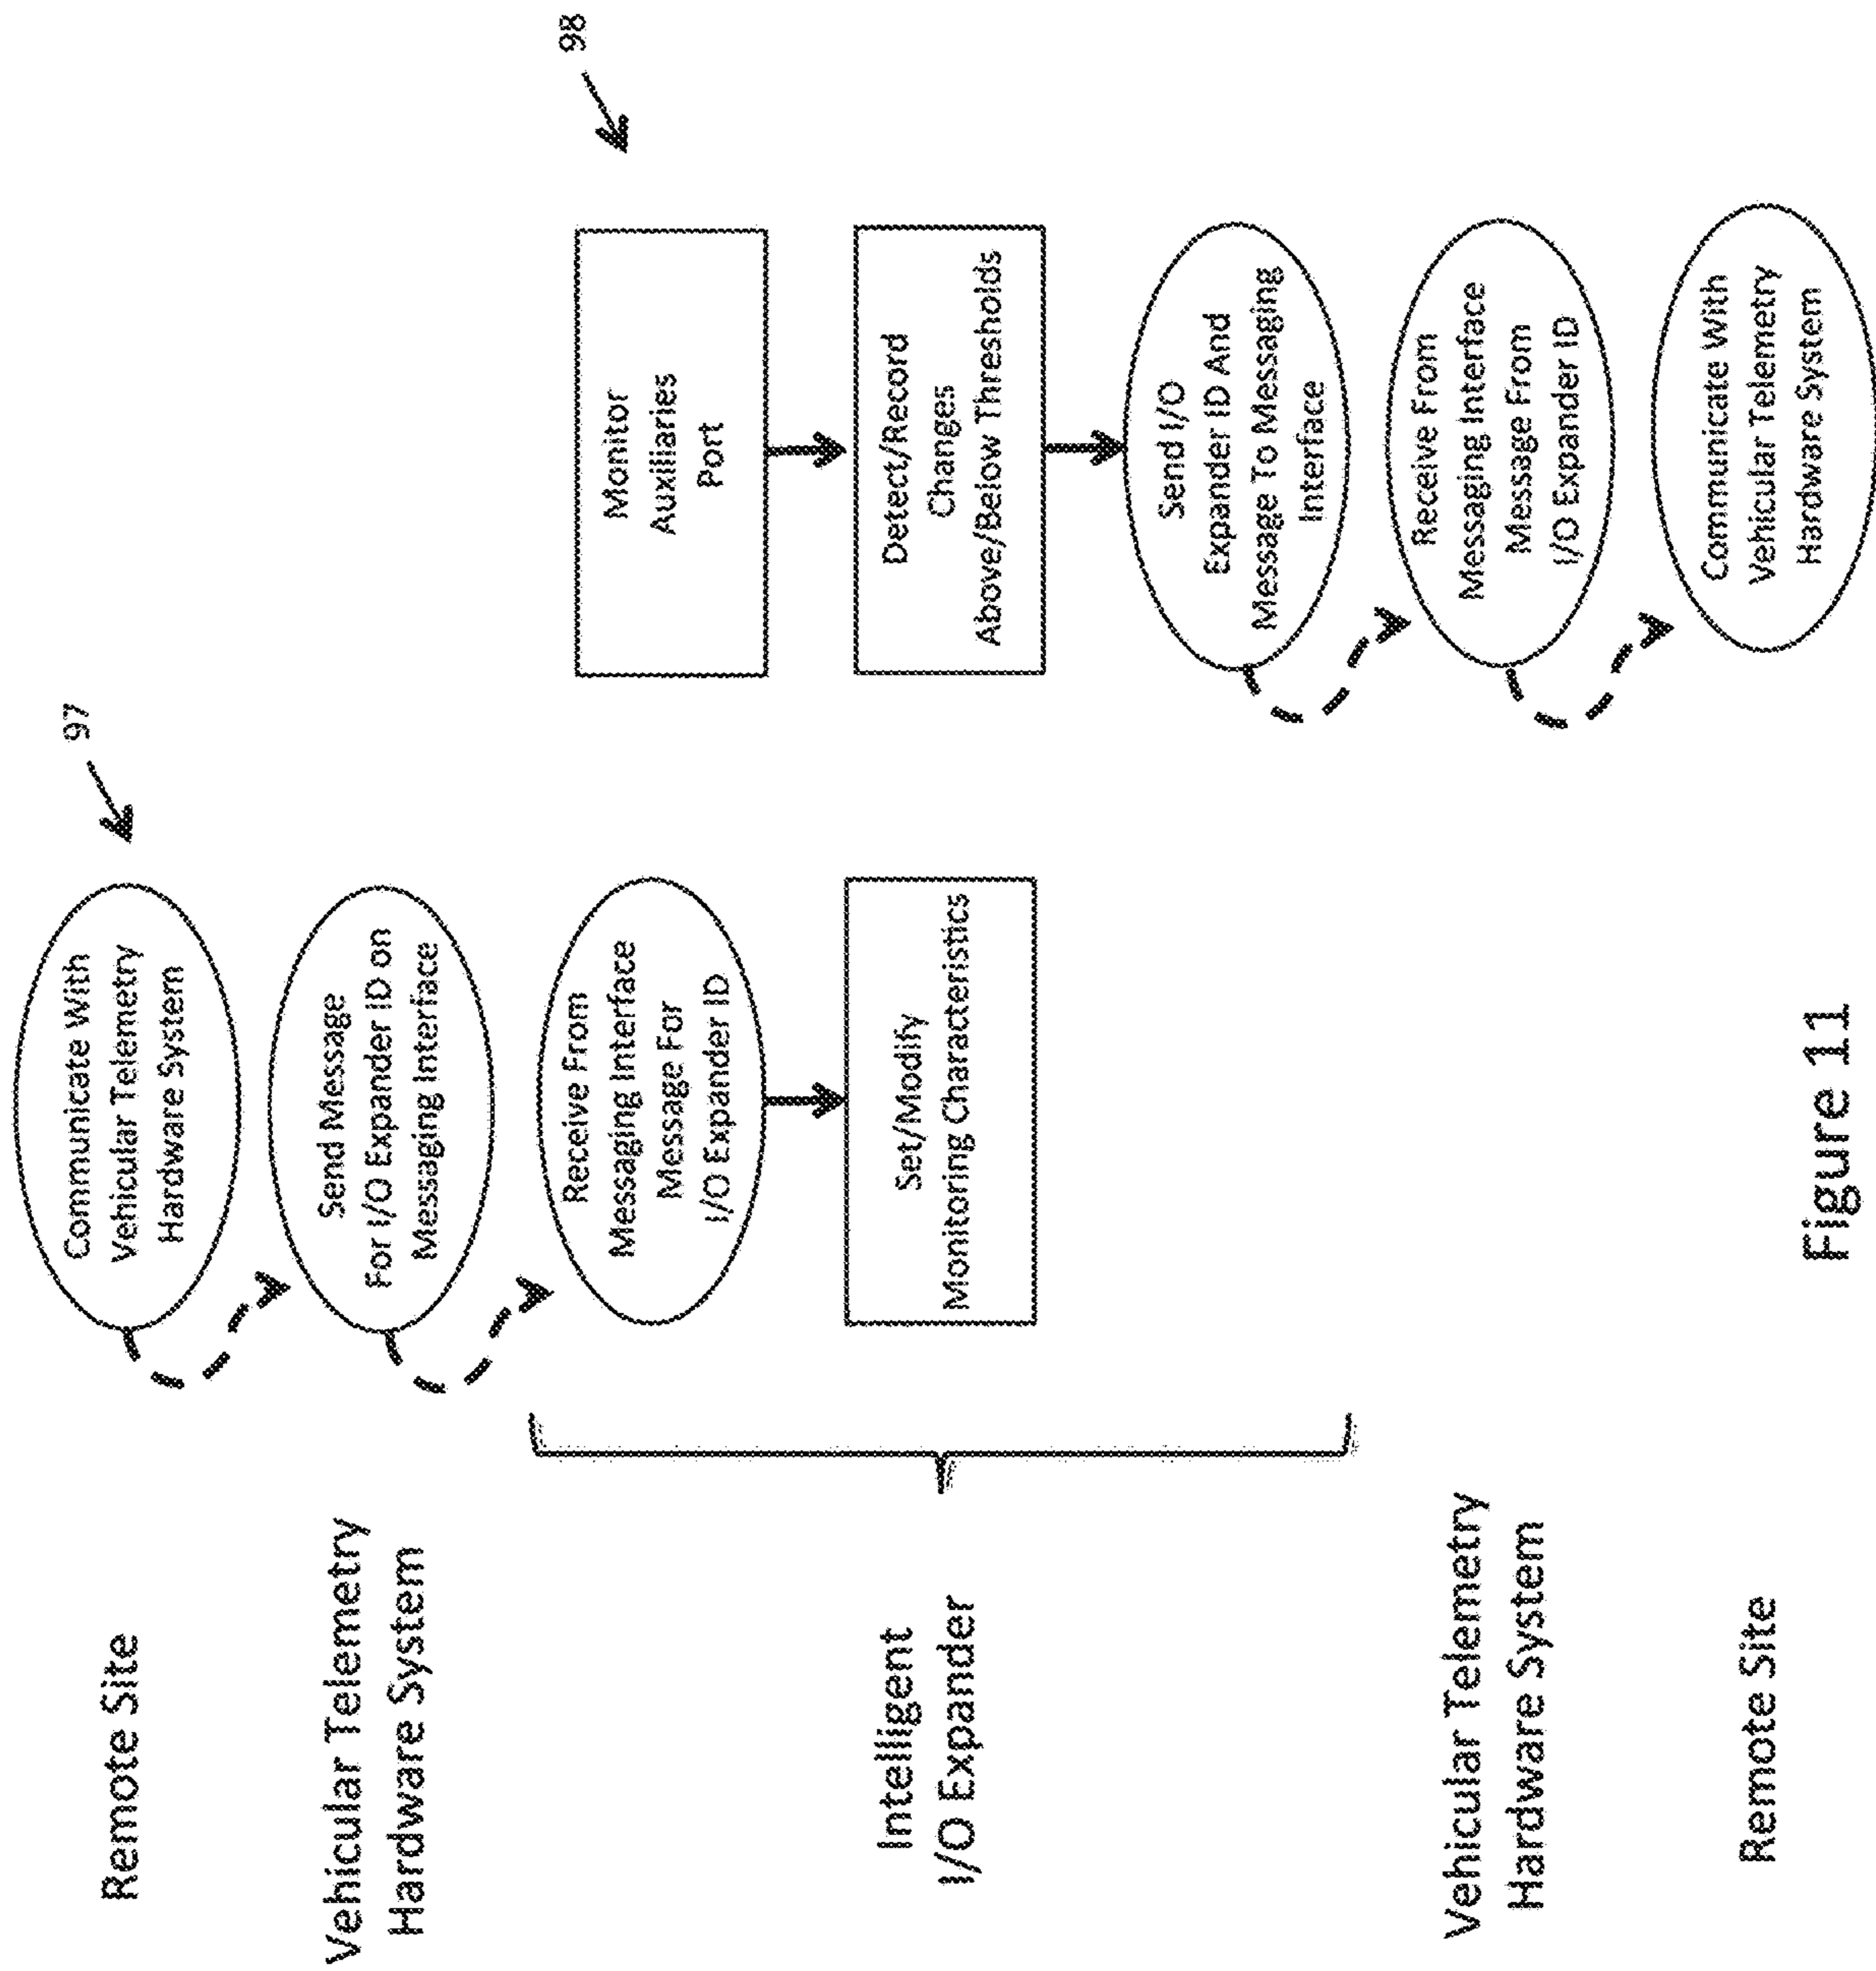 Remote Site
Vehicular Telemetry
Hardware System
Intelligent
I/O Expander
Vehicular Telemetry
Hardware System
Remote Site
97
Communicate With
Vehicular Telemetry
Hardware System
Send Message
For I/O Expander ID on
Messaging Interface
Receive From
Messaging Interface
Message For
I/O Expander ID
Set/Modify
Monitoring Characteristics
98
Monitor
Auxiliaries
Port
Detect/Record
Changes
Above/Below Thresholds
Send I/O
Expander ID And
Message To Messaging
Interface
Receive From
Messaging Interface
Message From
I/O Expander ID
Communicate With
Vehicular Telemetry
Hardware System
Figure 11